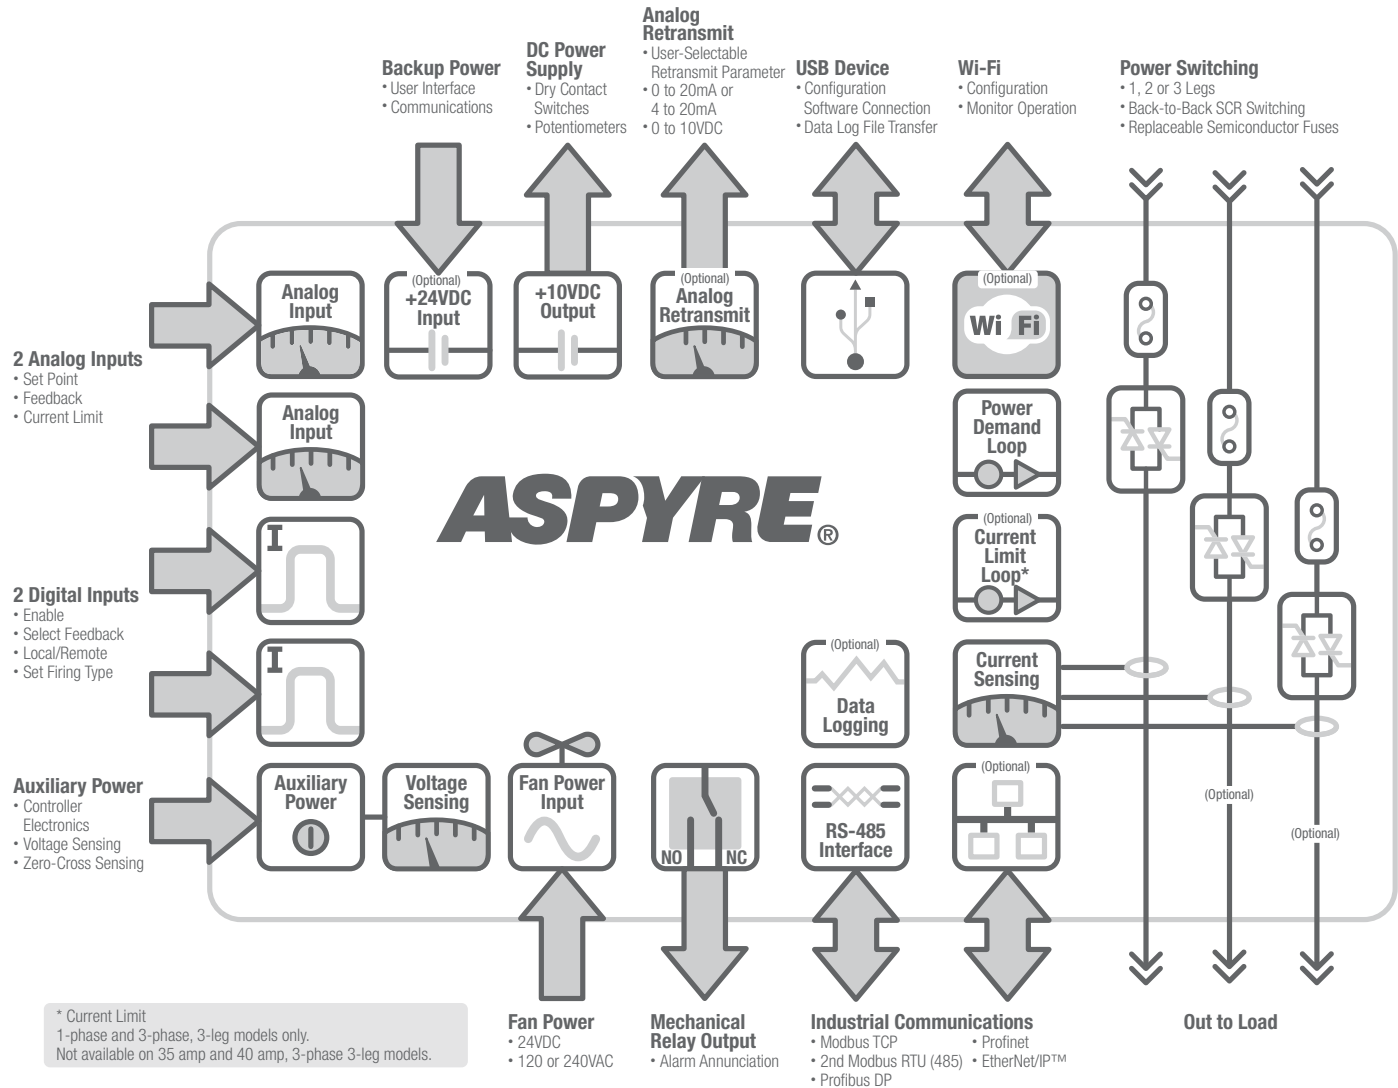 Analog
Retransmit
• User-Selectable
Retransmit Parameter
• 0 to 20mA or
4 to 20mA
• 0 to 10VDC
Backup Power
• User Interface
• Communications
DC Power
Supply
• Dry Contact
Switches
• Potentiometers
USB Device
• Configuration
Software Connection
• Data Log File Transfer
Wi-Fi
• Configuration
• Monitor Operation
Power Switching
• 1, 2 or 3 Legs
• Back-to-Back SCR Switching
• Replaceable Semiconductor Fuses
2 Analog Inputs
• Set Point
• Feedback
• Current Limit
Analog
Input
(Optional)
+24VDC
Input
+10VDC
Output
(Optional)
Analog
Retransmit
(Optional)
Wi Fi
Analog
Input
Power
Demand
Loop
ASPYRE®
(Optional)
Current
Limit
Loop*
2 Digital Inputs
• Enable
• Select Feedback
• Local/Remote
• Set Firing Type
I
I
(Optional)
Data
Logging
Current
Sensing
Auxiliary Power
• Controller
Electronics
• Voltage Sensing
• Zero-Cross Sensing
Auxiliary
Power
Voltage
Sensing
Fan Power
Input
NO
NC
RS-485
Interface
(Optional)
(Optional)
(Optional)
* Current Limit
1-phase and 3-phase, 3-leg models only.
Not available on 35 amp and 40 amp, 3-phase 3-leg models.
Fan Power
• 24VDC
• 120 or 240VAC
Mechanical
Relay Output
• Alarm Annunciation
Industrial Communications
• Modbus TCP
• 2nd Modbus RTU (485)
• Profibus DP
• Profinet
• EtherNet/IP™
Out to Load